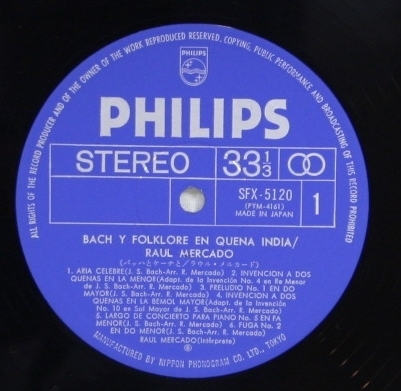 ALL RIGHTS OF THE RECORD PRODUCER AND OF THE OWNER OF THE WORK REPRODUCED RESERVED. COPYING, PUBLIC PERFORMANCE AND BROADCASTING OF THIS RECORD PROHIBITED.
PHILIPS
PHILIPS
STEREO 33 1/3
SFX-5120
(PYM-4161)
MADE IN JAPAN
1
BACH Y FOLKLORE EN QUENA INDIA/
RAUL MERCADO
(バッハとケーナと/ラウル・メルカード)
1. ARIA CELEBRE(J. S. Bach-Arr. R. Mercado) 2. INVENCION A DOS
QUENAS EN LA MENOR(Adapt. de la Invención No. 4 en Re Menor
de J. S. Bach-Arr. R. Mercado) 3. PRELUDIO No. 1 EN DO
MAYOR(J. S. Bach-Arr. R. Mercado) 4. INVENCION A DOS
QUENAS EN LA BEMOL MAYOR(Adapt. de la Invención
No. 10 en Sol Mayor de J. S. Bach-Arr. R. Mercado)
5. LARGO DE CONCIERTO PARA PIANO No. 5 EN FA
MENOR(J. S. Bach-Arr. R. Mercado) 6. FUGA No. 2
EN DO MENOR(J. S. Bach-Arr. R. Mercado)
RAUL MERCADO(Intérprete)
Ⓟ
MANUFACTURED BY NIPPON PHONOGRAM CO., LTD., TOKYO